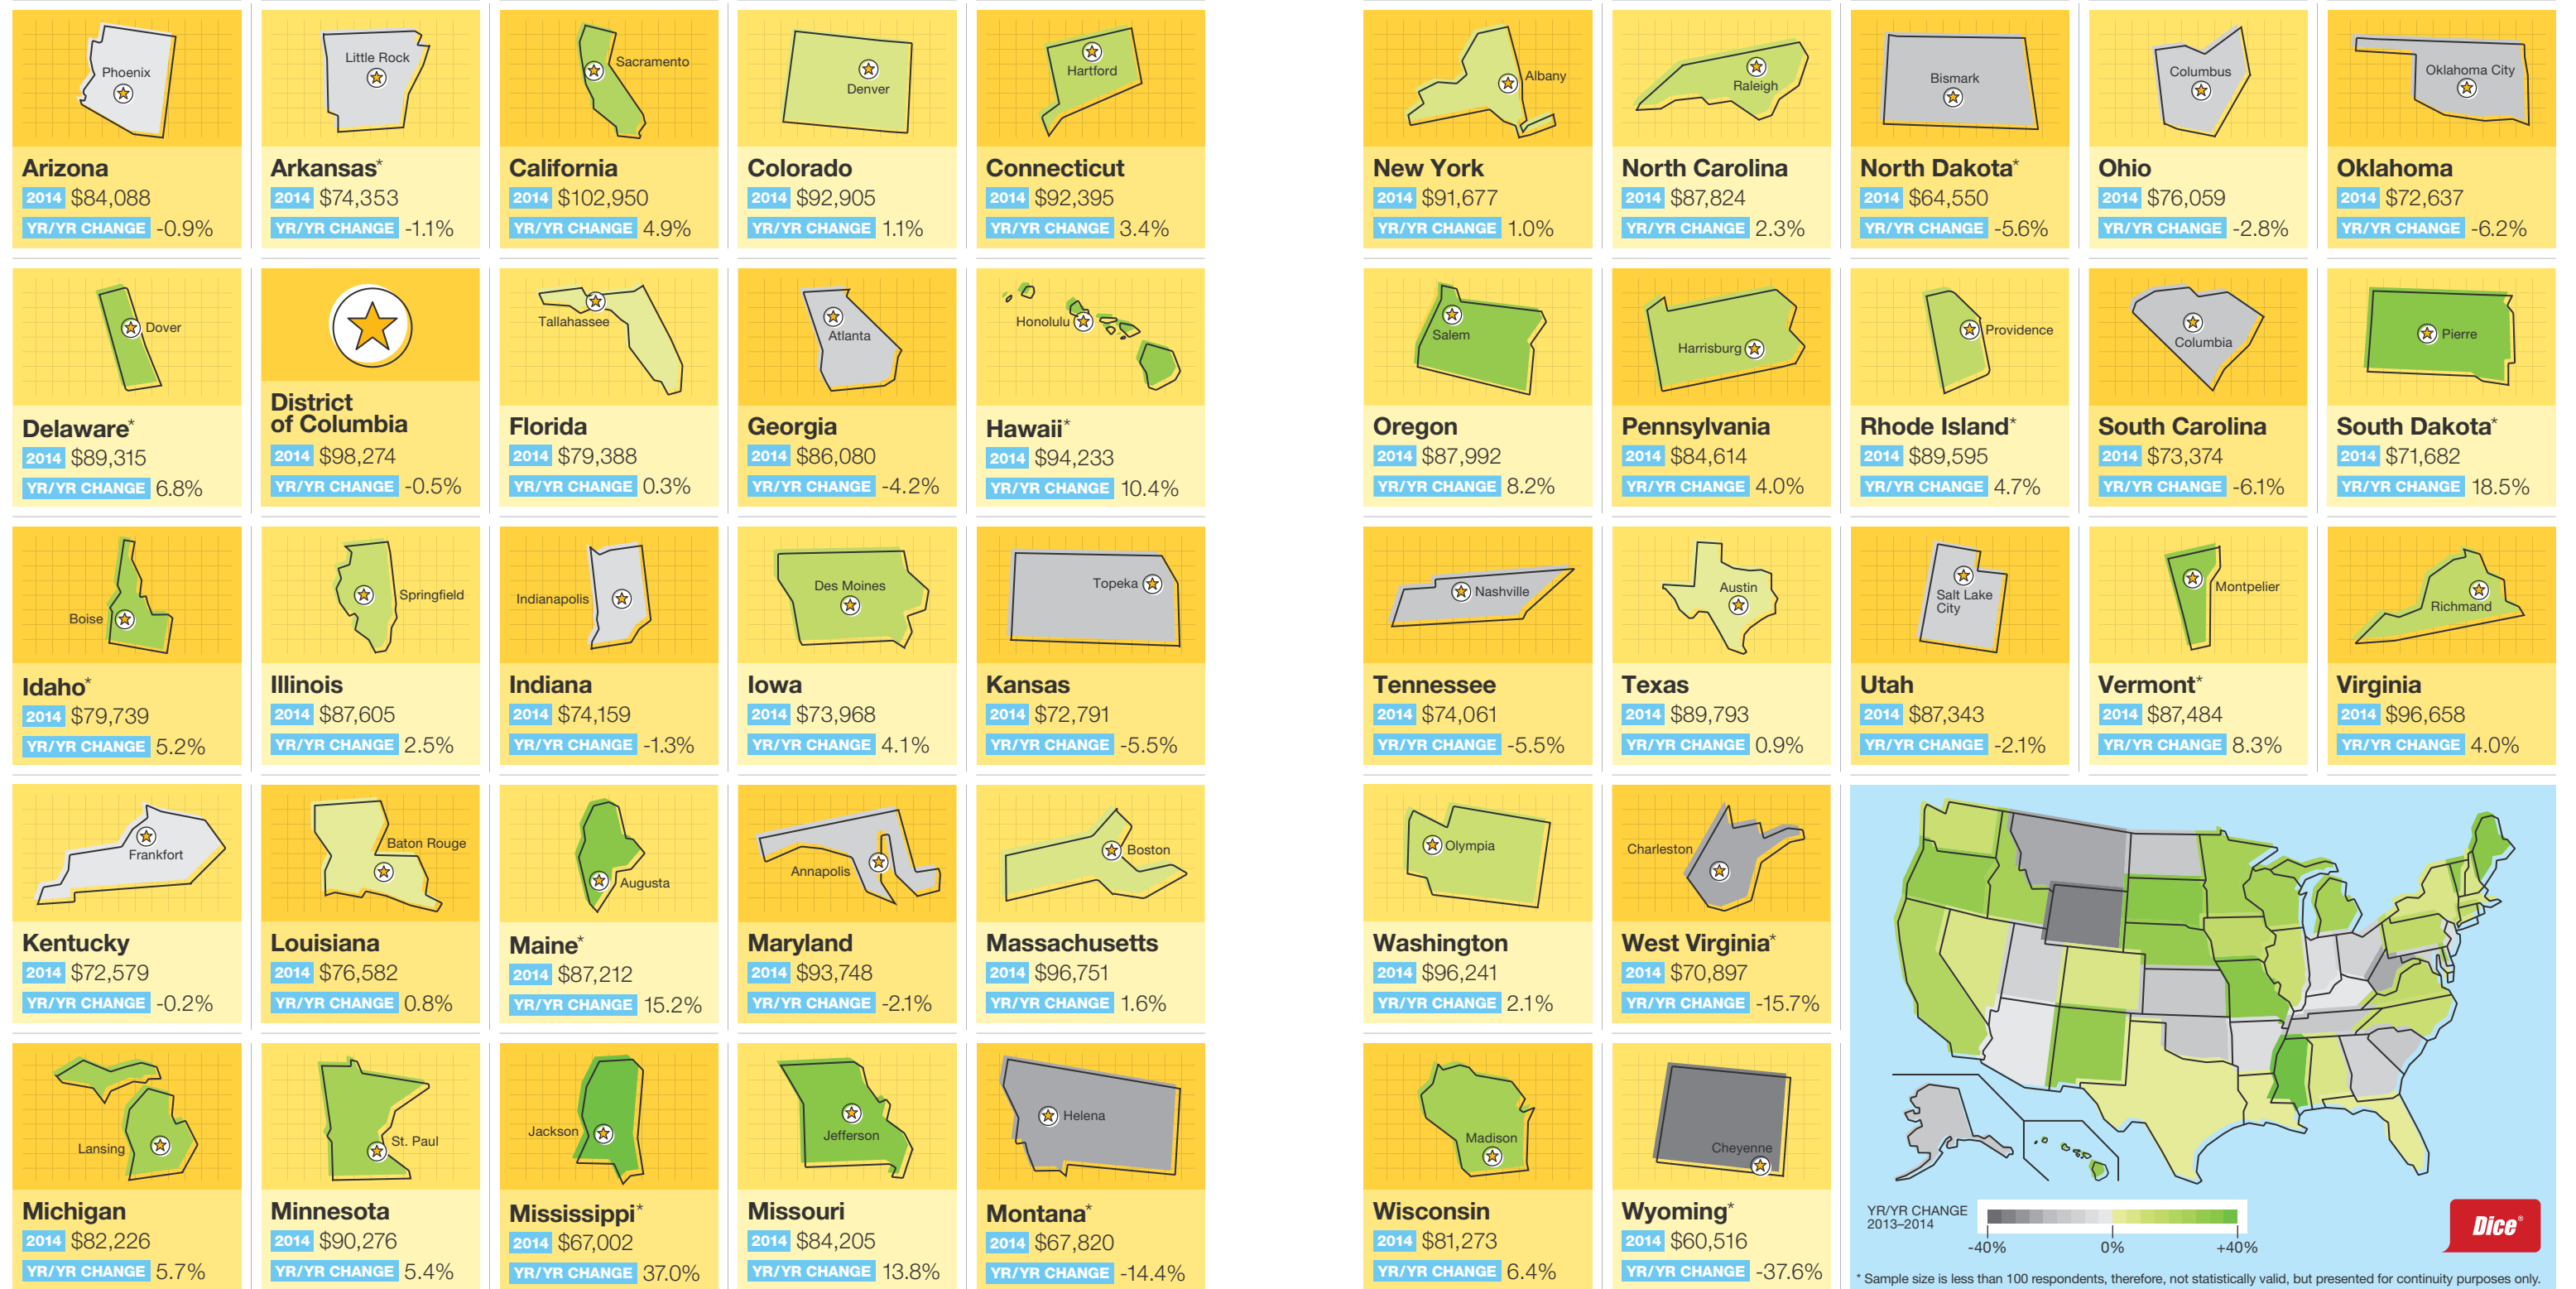 Phoenix
Arizona
2014 $84,088
YR/YR CHANGE -0.9%
Little Rock
Arkansas*
2014 $74,353
YR/YR CHANGE -1.1%
Sacramento
California
2014 $102,950
YR/YR CHANGE 4.9%
Denver
Colorado
2014 $92,905
YR/YR CHANGE 1.1%
Hartford
Connecticut
2014 $92,395
YR/YR CHANGE 3.4%
Dover
Delaware*
2014 $89,315
YR/YR CHANGE 6.8%
District
of Columbia
2014 $98,274
YR/YR CHANGE -0.5%
Tallahassee
Florida
2014 $79,388
YR/YR CHANGE 0.3%
Atlanta
Georgia
2014 $86,080
YR/YR CHANGE -4.2%
Honolulu
Hawaii*
2014 $94,233
YR/YR CHANGE 10.4%
Boise
Idaho*
2014 $79,739
YR/YR CHANGE 5.2%
Springfield
Illinois
2014 $87,605
YR/YR CHANGE 2.5%
Indianapolis
Indiana
2014 $74,159
YR/YR CHANGE -1.3%
Des Moines
Iowa
2014 $73,968
YR/YR CHANGE 4.1%
Topeka
Kansas
2014 $72,791
YR/YR CHANGE -5.5%
Frankfort
Kentucky
2014 $72,579
YR/YR CHANGE -0.2%
Baton Rouge
Louisiana
2014 $76,582
YR/YR CHANGE 0.8%
Augusta
Maine*
2014 $87,212
YR/YR CHANGE 15.2%
Annapolis
Maryland
2014 $93,748
YR/YR CHANGE -2.1%
Boston
Massachusetts
2014 $96,751
YR/YR CHANGE 1.6%
Lansing
Michigan
2014 $82,226
YR/YR CHANGE 5.7%
St. Paul
Minnesota
2014 $90,276
YR/YR CHANGE 5.4%
Jackson
Mississippi*
2014 $67,002
YR/YR CHANGE 37.0%
Jefferson
Missouri
2014 $84,205
YR/YR CHANGE 13.8%
Helena
Montana*
2014 $67,820
YR/YR CHANGE -14.4%
Albany
New York
2014 $91,677
YR/YR CHANGE 1.0%
Raleigh
North Carolina
2014 $87,824
YR/YR CHANGE 2.3%
Bismark
North Dakota*
2014 $64,550
YR/YR CHANGE -5.6%
Columbus
Ohio
2014 $76,059
YR/YR CHANGE -2.8%
Oklahoma City
Oklahoma
2014 $72,637
YR/YR CHANGE -6.2%
Salem
Oregon
2014 $87,992
YR/YR CHANGE 8.2%
Harrisburg
Pennsylvania
2014 $84,614
YR/YR CHANGE 4.0%
Providence
Rhode Island*
2014 $89,595
YR/YR CHANGE 4.7%
Columbia
South Carolina
2014 $73,374
YR/YR CHANGE -6.1%
Pierre
South Dakota*
2014 $71,682
YR/YR CHANGE 18.5%
Nashville
Tennessee
2014 $74,061
YR/YR CHANGE -5.5%
Austin
Texas
2014 $89,793
YR/YR CHANGE 0.9%
Salt Lake
City
Utah
2014 $87,343
YR/YR CHANGE -2.1%
Montpelier
Vermont*
2014 $87,484
YR/YR CHANGE 8.3%
Richmand
Virginia
2014 $96,658
YR/YR CHANGE 4.0%
Olympia
Washington
2014 $96,241
YR/YR CHANGE 2.1%
Charleston
West Virginia*
2014 $70,897
YR/YR CHANGE -15.7%
Madison
Wisconsin
2014 $81,273
YR/YR CHANGE 6.4%
Cheyenne
Wyoming*
2014 $60,516
YR/YR CHANGE -37.6%
YR/YR CHANGE
2013–2014
-40% 0% +40%
Dice®
* Sample size is less than 100 respondents, therefore, not statistically valid, but presented for continuity purposes only.